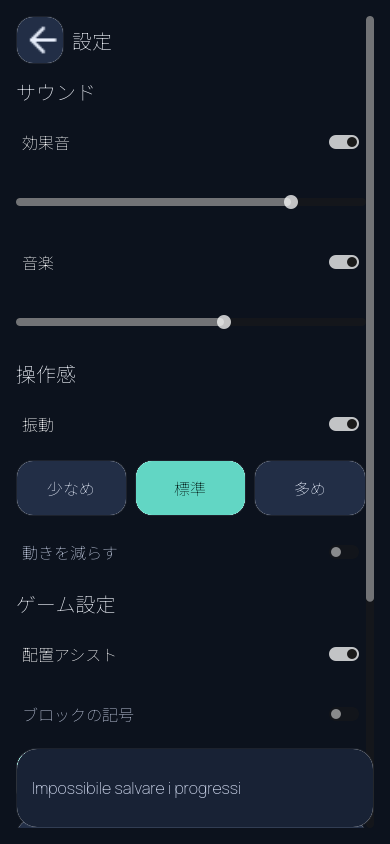 設定
サウンド
効果音
音楽
操作感
振動
少なめ
標準
多め
動きを減らす
ゲーム設定
配置アシスト
ブロックの記号
Impossibile salvare i progressi